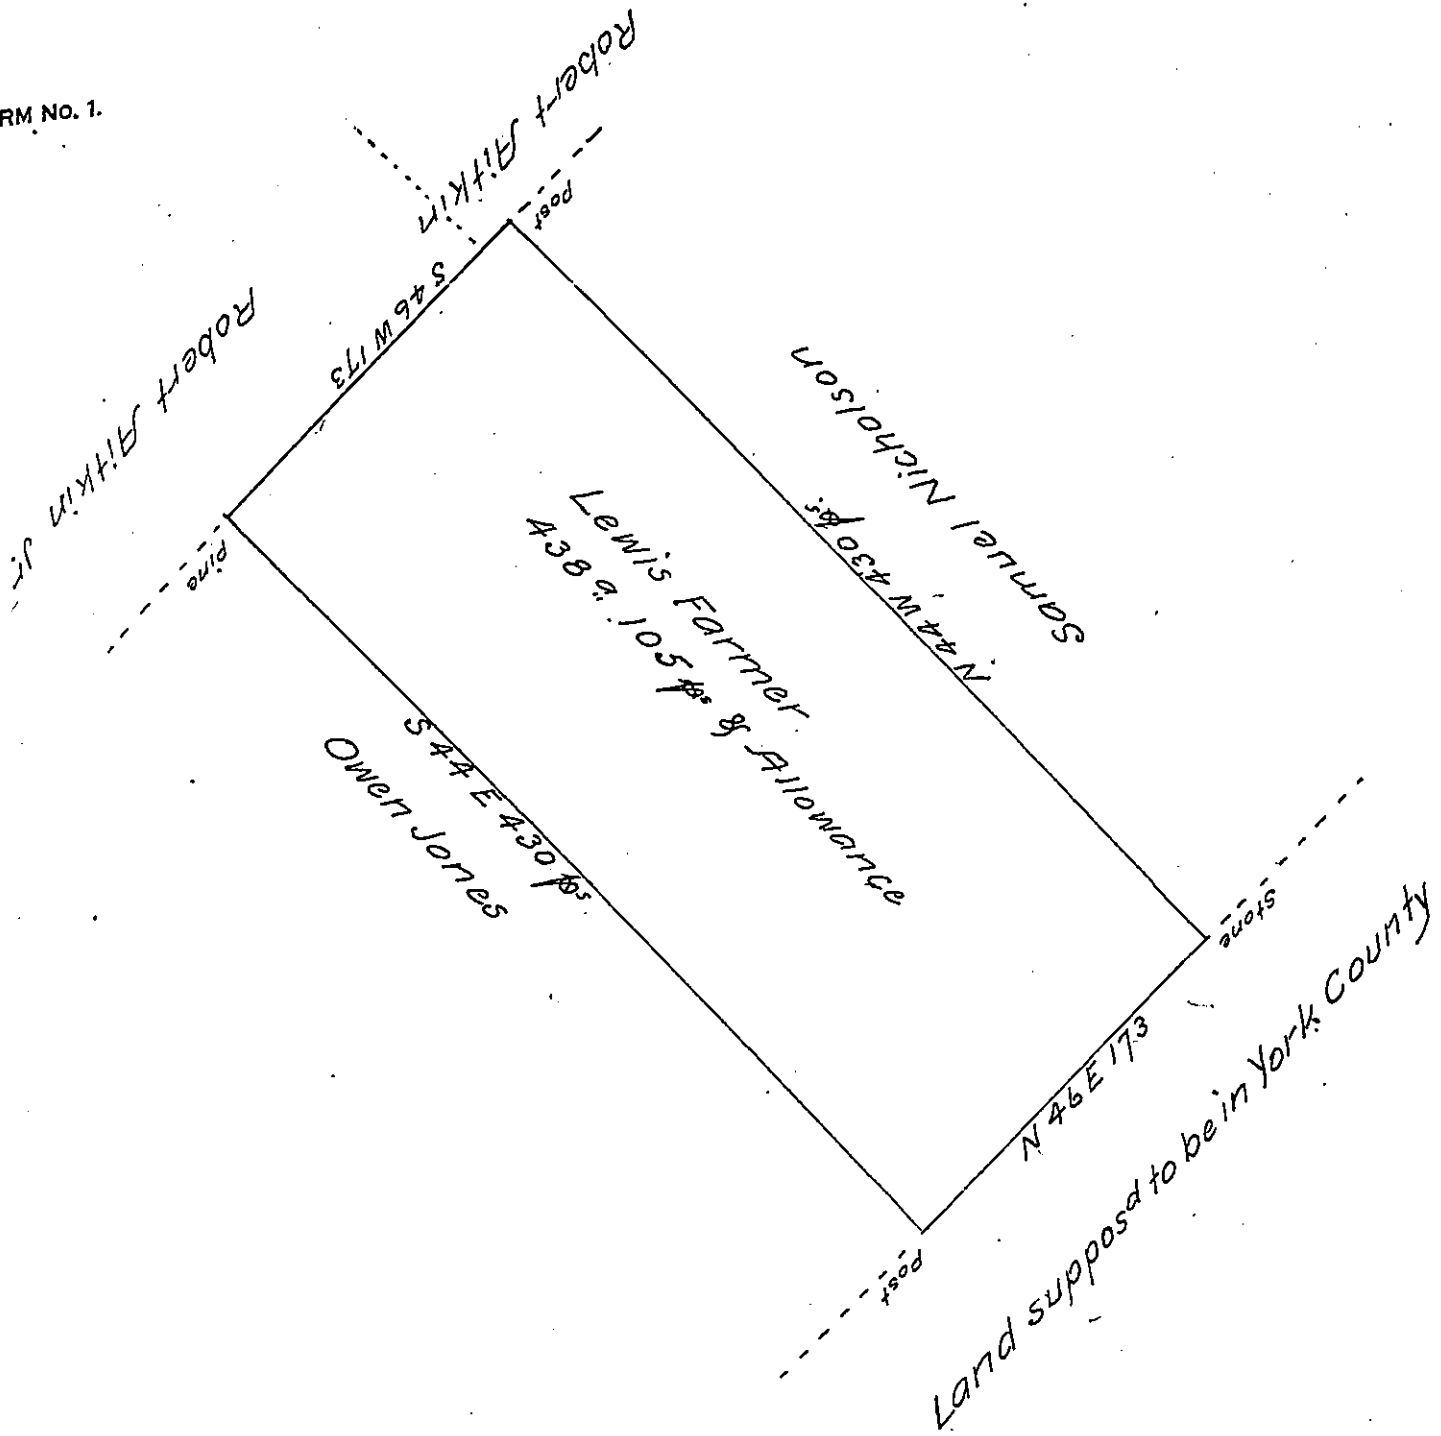 RM No. 1.
Robert Aitkin
Robert Aitkin Jr.
Post
S 46 W 173
Pine
Samuel Nicholson
N 44 W 430 ps.
Lewis Farmer
438 a. 105 ps & Allowance
S 44 E 430 ps
Owen Jones
Stone
N 46 E 173
Post
Land supposd to be in York County